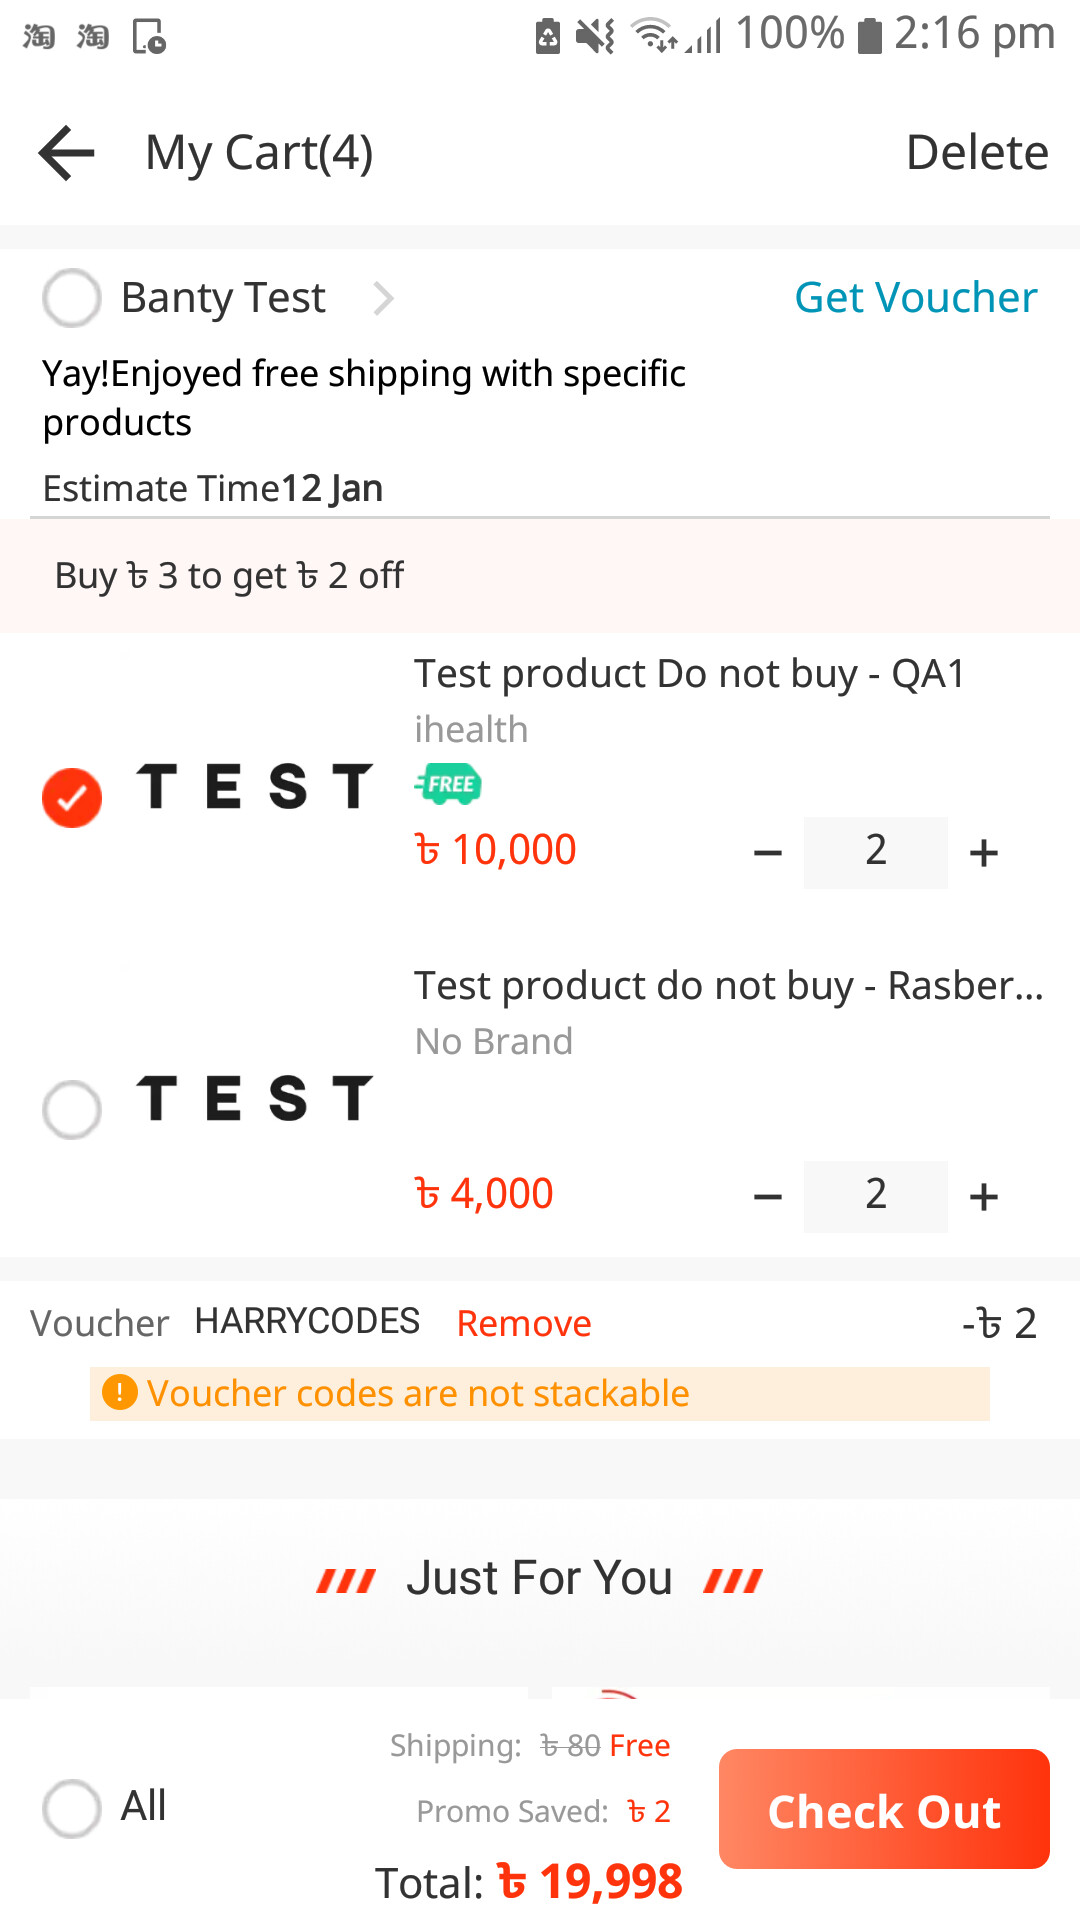 淘 淘 100% 2:16 pm
My Cart(4) Delete
Banty Test Get Voucher
Yay!Enjoyed free shipping with specific
products
Estimate Time12 Jan
Buy ৳ 3 to get ৳ 2 off
Test product Do not buy - QA1
ihealth
TEST FREE
৳ 10,000 − 2 +
Test product do not buy - Rasber...
No Brand
TEST
৳ 4,000 − 2 +
Voucher HARRYCODES Remove -৳ 2
! Voucher codes are not stackable
Just For You
Shipping: ৳ 80 Free
All
Promo Saved: ৳ 2
Check Out
Total: ৳ 19,998